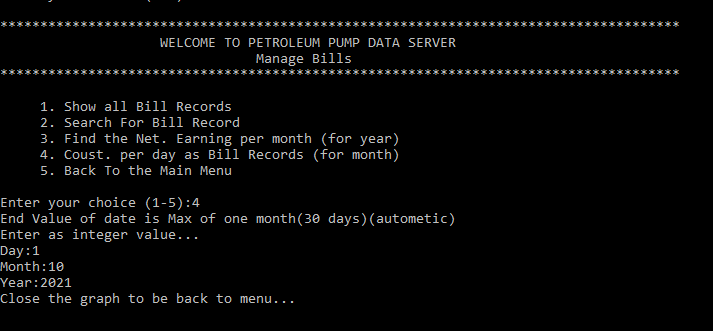 ************************************************************************************
WELCOME TO PETROLEUM PUMP DATA SERVER
Manage Bills
************************************************************************************
1. Show all Bill Records
2. Search For Bill Record
3. Find the Net. Earning per month (for year)
4. Coust. per day as Bill Records (for month)
5. Back To the Main Menu
Enter your choice (1-5):4
End Value of date is Max of one month(30 days)(autometic)
Enter as integer value...
Day:1
Month:10
Year:2021
Close the graph to be back to menu...